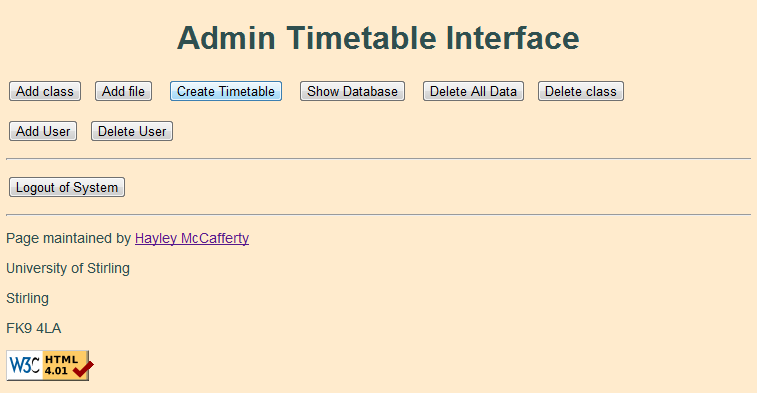 Admin Timetable Interface
Add class Add file Create Timetable Show Database Delete All Data Delete class
Add User Delete User
Logout of System
Page maintained by Hayley McCafferty
University of Stirling
Stirling
FK9 4LA
W3C HTML 4.01